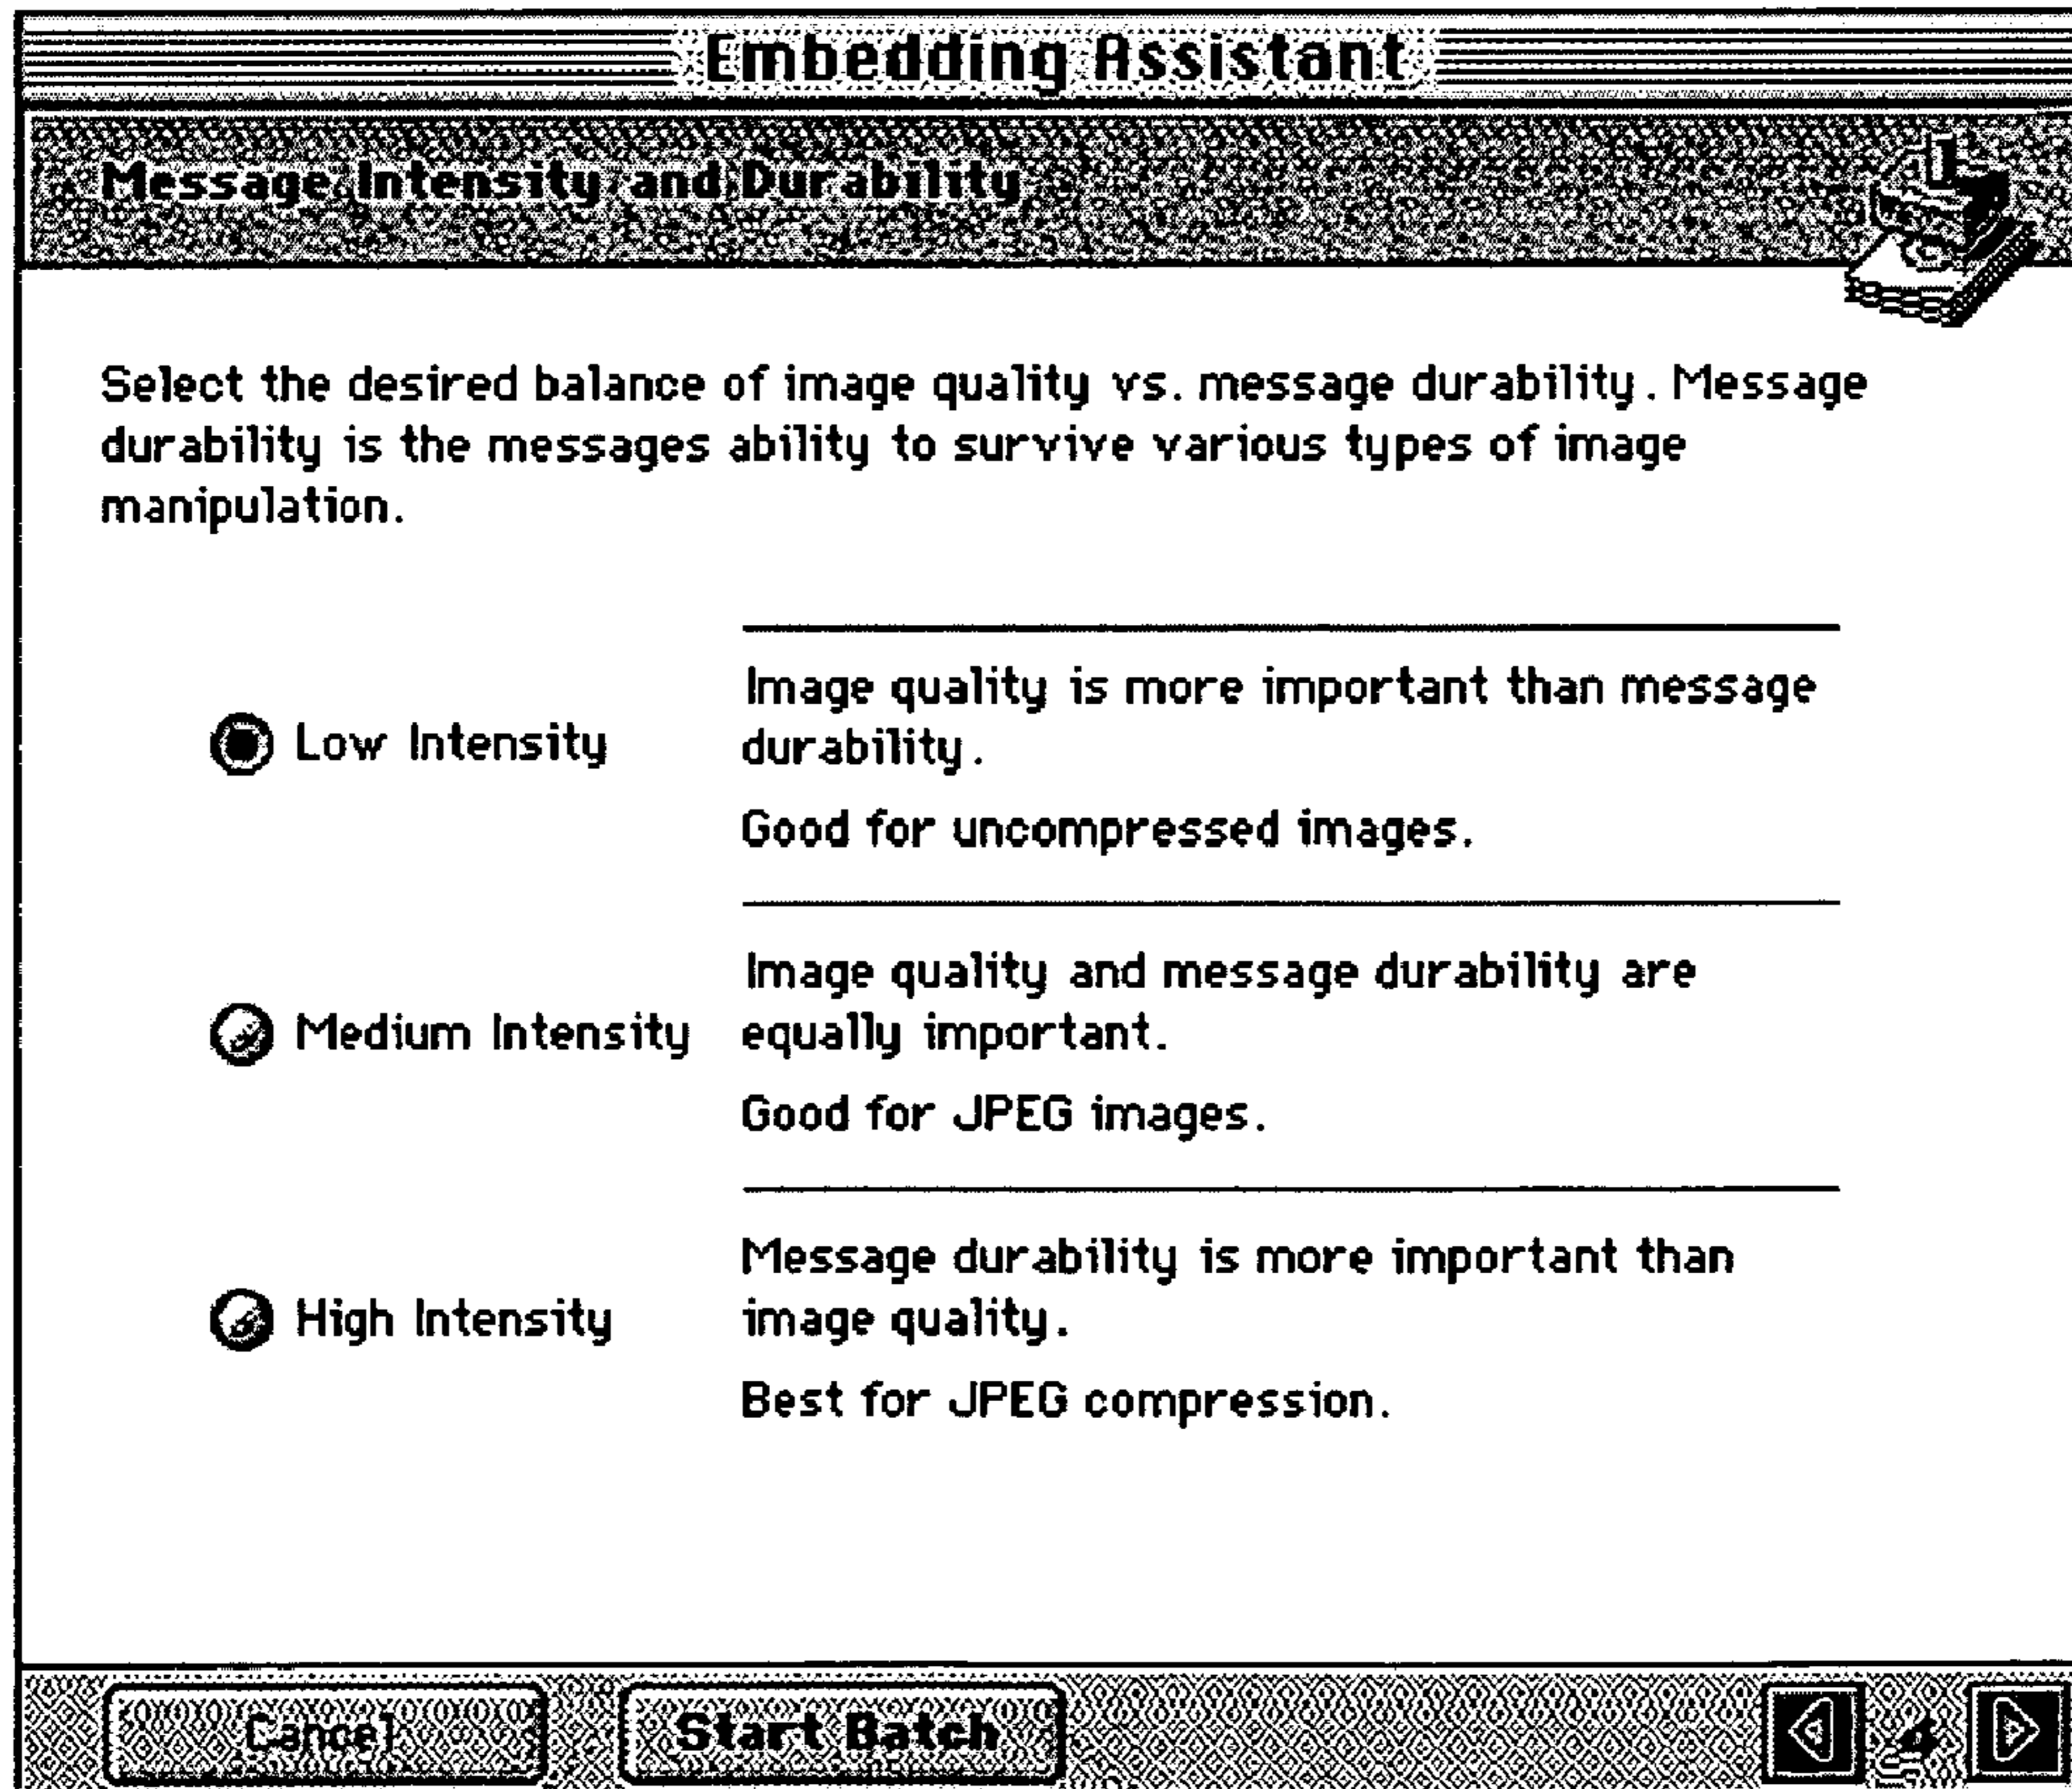 Embedding Assistant
Message Intensity and Durability
Select the desired balance of image quality vs. message durability. Message
durability is the messages ability to survive various types of image
manipulation.
Low Intensity
Image quality is more important than message
durability.
Good for uncompressed images.
Medium Intensity
Image quality and message durability are
equally important.
Good for JPEG images.
High Intensity
Message durability is more important than
image quality.
Best for JPEG compression.
Cancel
Start Batch
4